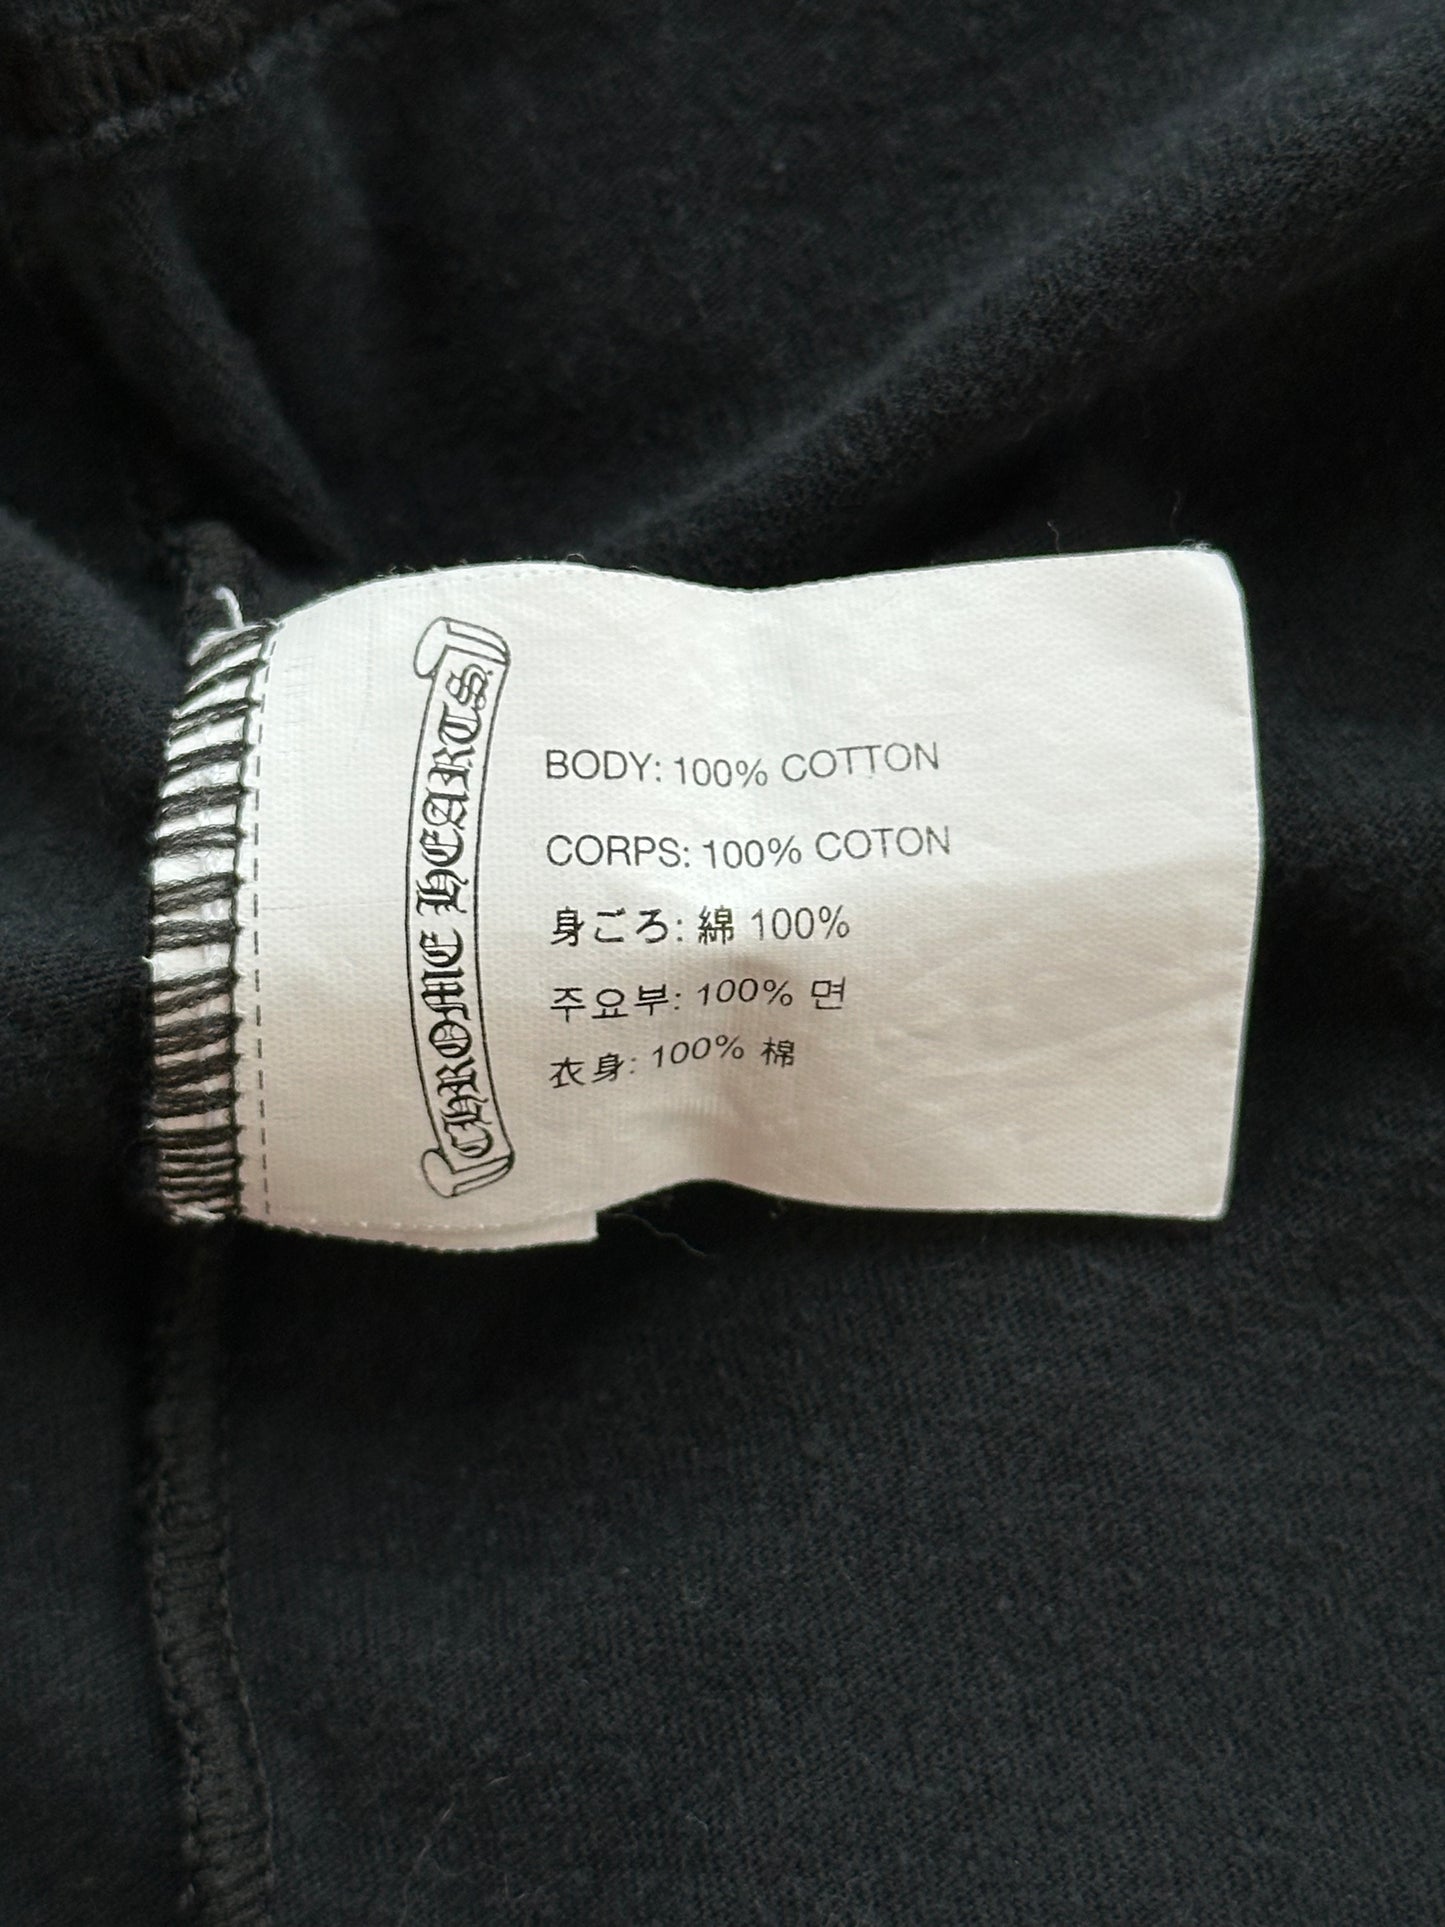 CHROME HEARTS
BODY: 100% COTTON
CORPS: 100% COTON
身ごろ: 綿 100%
주요부: 100% 면
衣身: 100% 棉